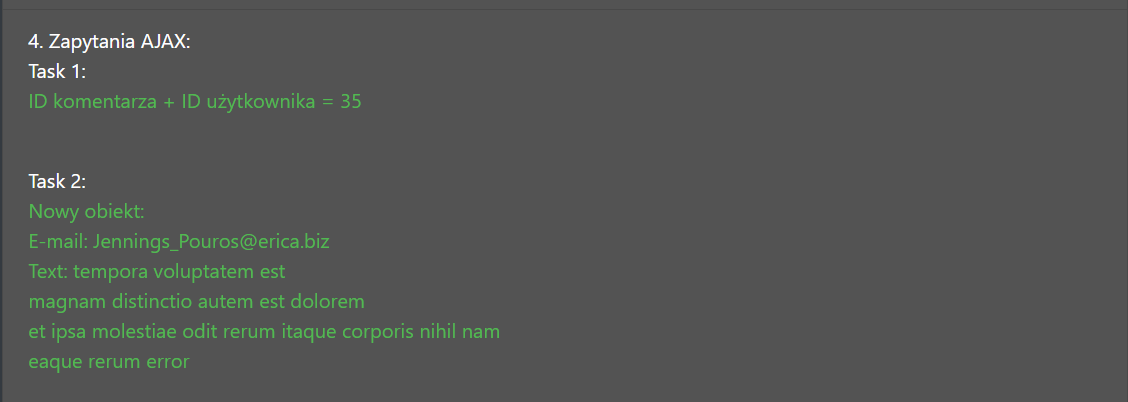 4. Zapytania AJAX:
Task 1:
ID komentarza + ID użytkownika = 35
Task 2:
Nowy obiekt:
E-mail: Jennings_Pouros@erica.biz
Text: tempora voluptatem est
magnam distinctio autem est dolorem
et ipsa molestiae odit rerum itaque corporis nihil nam
eaque rerum error